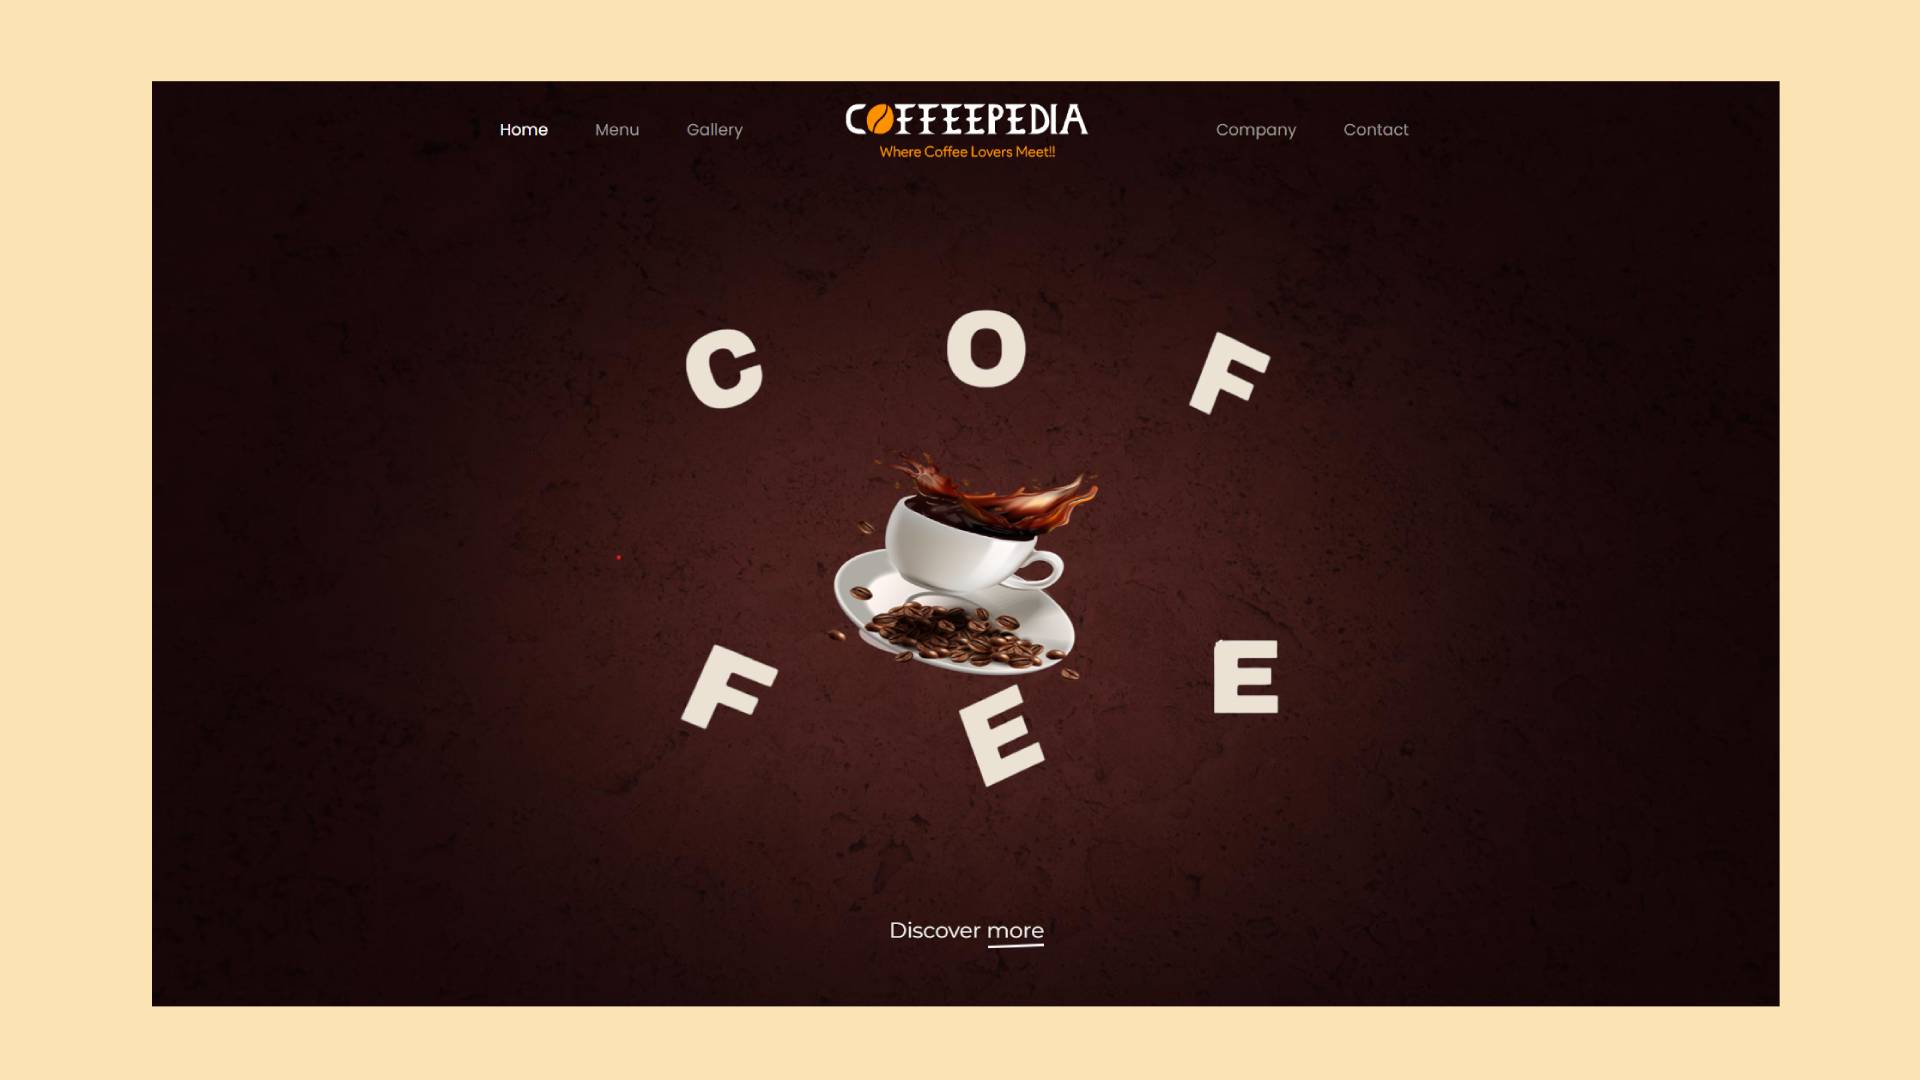 Home Menu Gallery COFFEEPEDIA Company Contact
Where Coffee Lovers Meet!!
C O F
F E E
Discover more